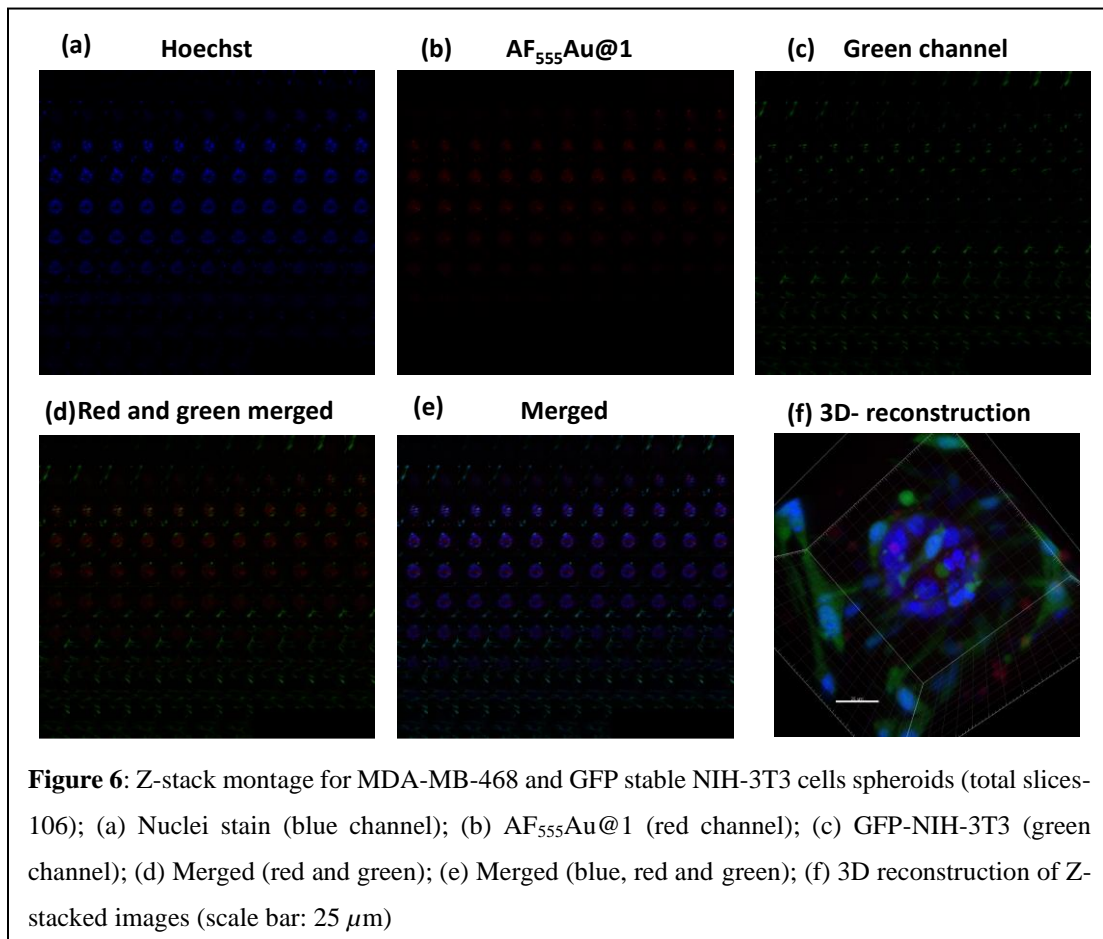 (a) Hoechst
(b) AF₅₅₅Au@1
(c) Green channel
(d)Red and green merged
(e) Merged
(f) 3D- reconstruction
Figure 6: Z-stack montage for MDA-MB-468 and GFP stable NIH-3T3 cells spheroids (total slices-
106); (a) Nuclei stain (blue channel); (b) AF₅₅₅Au@1 (red channel); (c) GFP-NIH-3T3 (green
channel); (d) Merged (red and green); (e) Merged (blue, red and green); (f) 3D reconstruction of Z-
stacked images (scale bar: 25 µm)